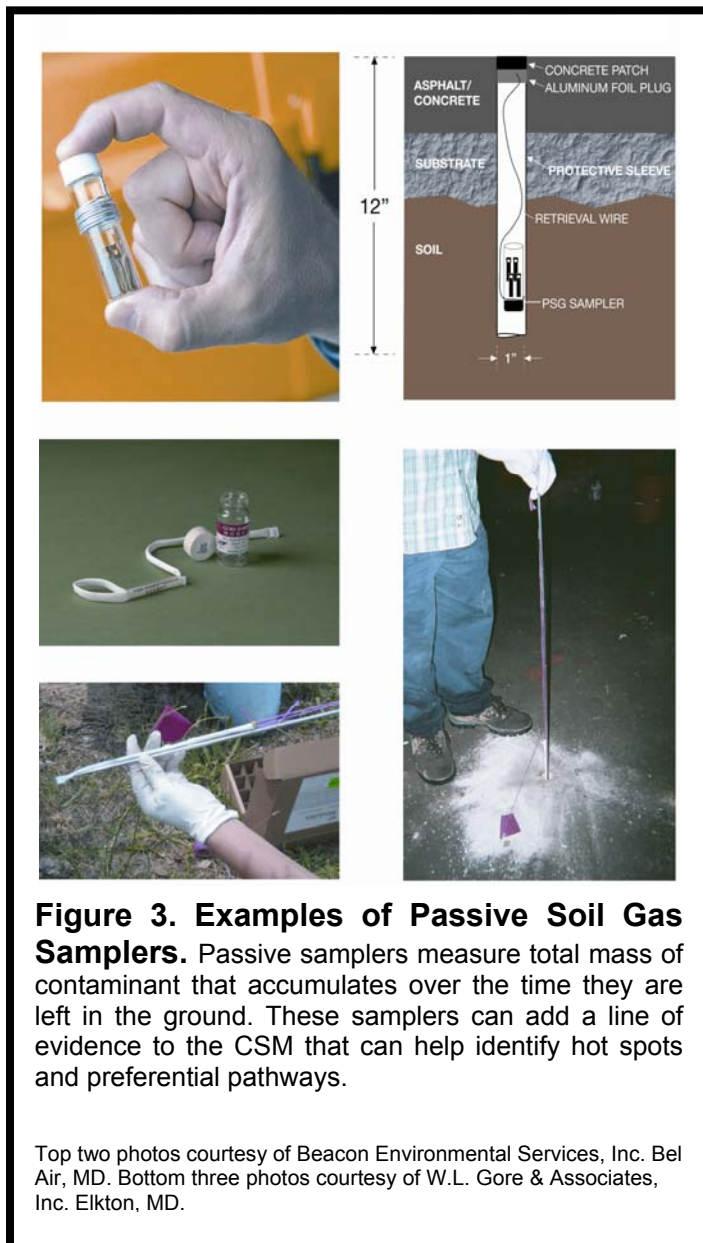 CONCRETE PATCH
ALUMINUM FOIL PLUG
ASPHALT/
CONCRETE
SUBSTRATE
PROTECTIVE SLEEVE
12”
RETRIEVAL WIRE
SOIL
PSG SAMPLER
1”
Figure 3. Examples of Passive Soil Gas
Samplers. Passive samplers measure total mass of
contaminant that accumulates over the time they are
left in the ground. These samplers can add a line of
evidence to the CSM that can help identify hot spots
and preferential pathways.
Top two photos courtesy of Beacon Environmental Services, Inc. Bel
Air, MD. Bottom three photos courtesy of W.L. Gore & Associates,
Inc. Elkton, MD.